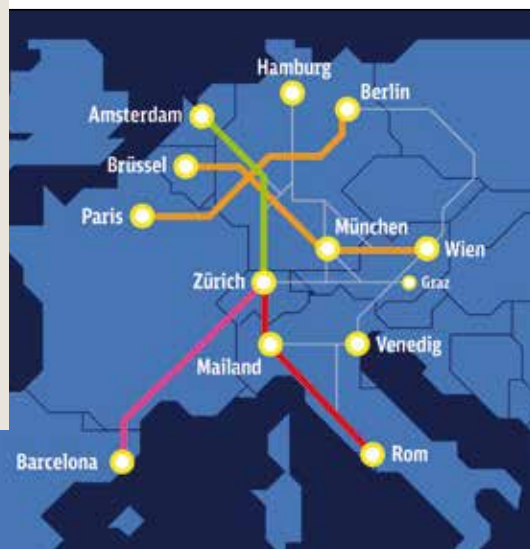 Hamburg
Berlin
Amsterdam
Brüssel
Paris
München
Wien
Zürich
Graz
Mailand
Venedig
Barcelona
Rom